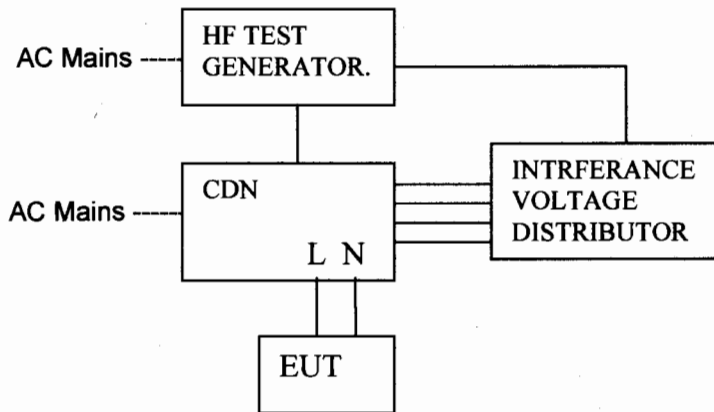 HF TEST
GENERATOR.
AC Mains
CDN
AC Mains
L N
INTRFERANCE
VOLTAGE
DISTRIBUTOR
EUT